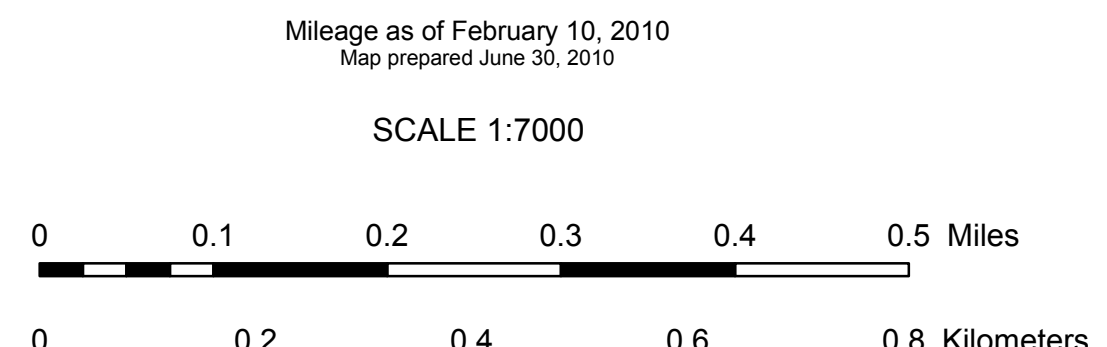 Mileage as of February 10, 2010
Map prepared June 30, 2010
SCALE 1:7000
0 0.1 0.2 0.3 0.4 0.5 Miles
0 0.2 0.4 0.6 0.8 Kilometers